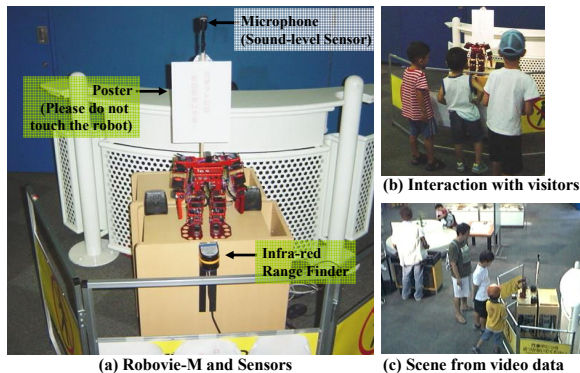 Microphone
(Sound-level Sensor)
Poster
(Please do not
touch the robot)
Infra-red
Range Finder
(a) Robovie-M and Sensors
(b) Interaction with visitors
(c) Scene from video data